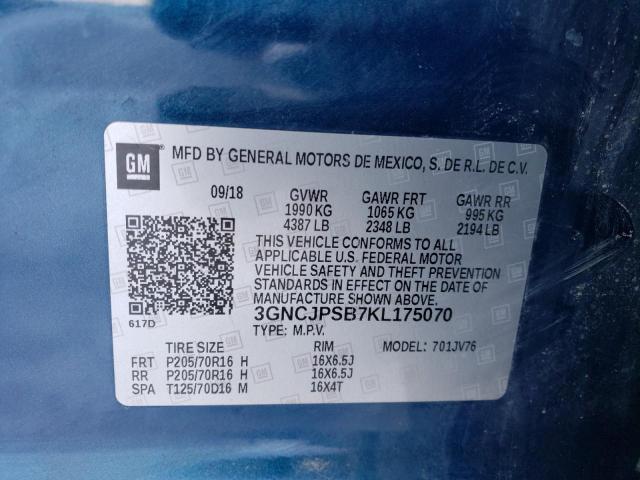 GM MFD BY GENERAL MOTORS DE MEXICO, S. DE R.L. DE C.V.
09/18 GVWR GAWR FRT GAWR RR
1990 KG 1065 KG 995 KG
4387 LB 2348 LB 2194 LB
THIS VEHICLE CONFORMS TO ALL
APPLICABLE U.S. FEDERAL MOTOR
VEHICLE SAFETY AND THEFT PREVENTION
STANDARDS IN EFFECT ON THE DATE OF
MANUFACTURE SHOWN ABOVE.
617D 3GNCJPSB7KL175070
TYPE: M.P.V.
TIRE SIZE RIM MODEL: 701JV76
FRT P205/70R16 H 16X6.5J
RR P205/70R16 H 16X6.5J
SPA T125/70D16 M 16X4T